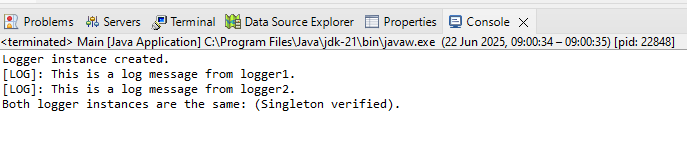 Problems Servers Terminal Data Source Explorer Properties Console
<terminated> Main [Java Application] C:\Program Files\Java\jdk-21\bin\javaw.exe (22 Jun 2025, 09:00:34 – 09:00:35) [pid: 22848]
Logger instance created.
[LOG]: This is a log message from logger1.
[LOG]: This is a log message from logger2.
Both logger instances are the same: (Singleton verified).